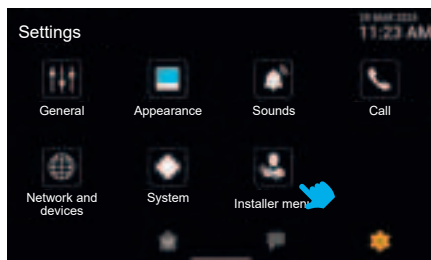 Settings
11:23 AM
General
Appearance
Sounds
Call
Network and
devices
System
Installer menu